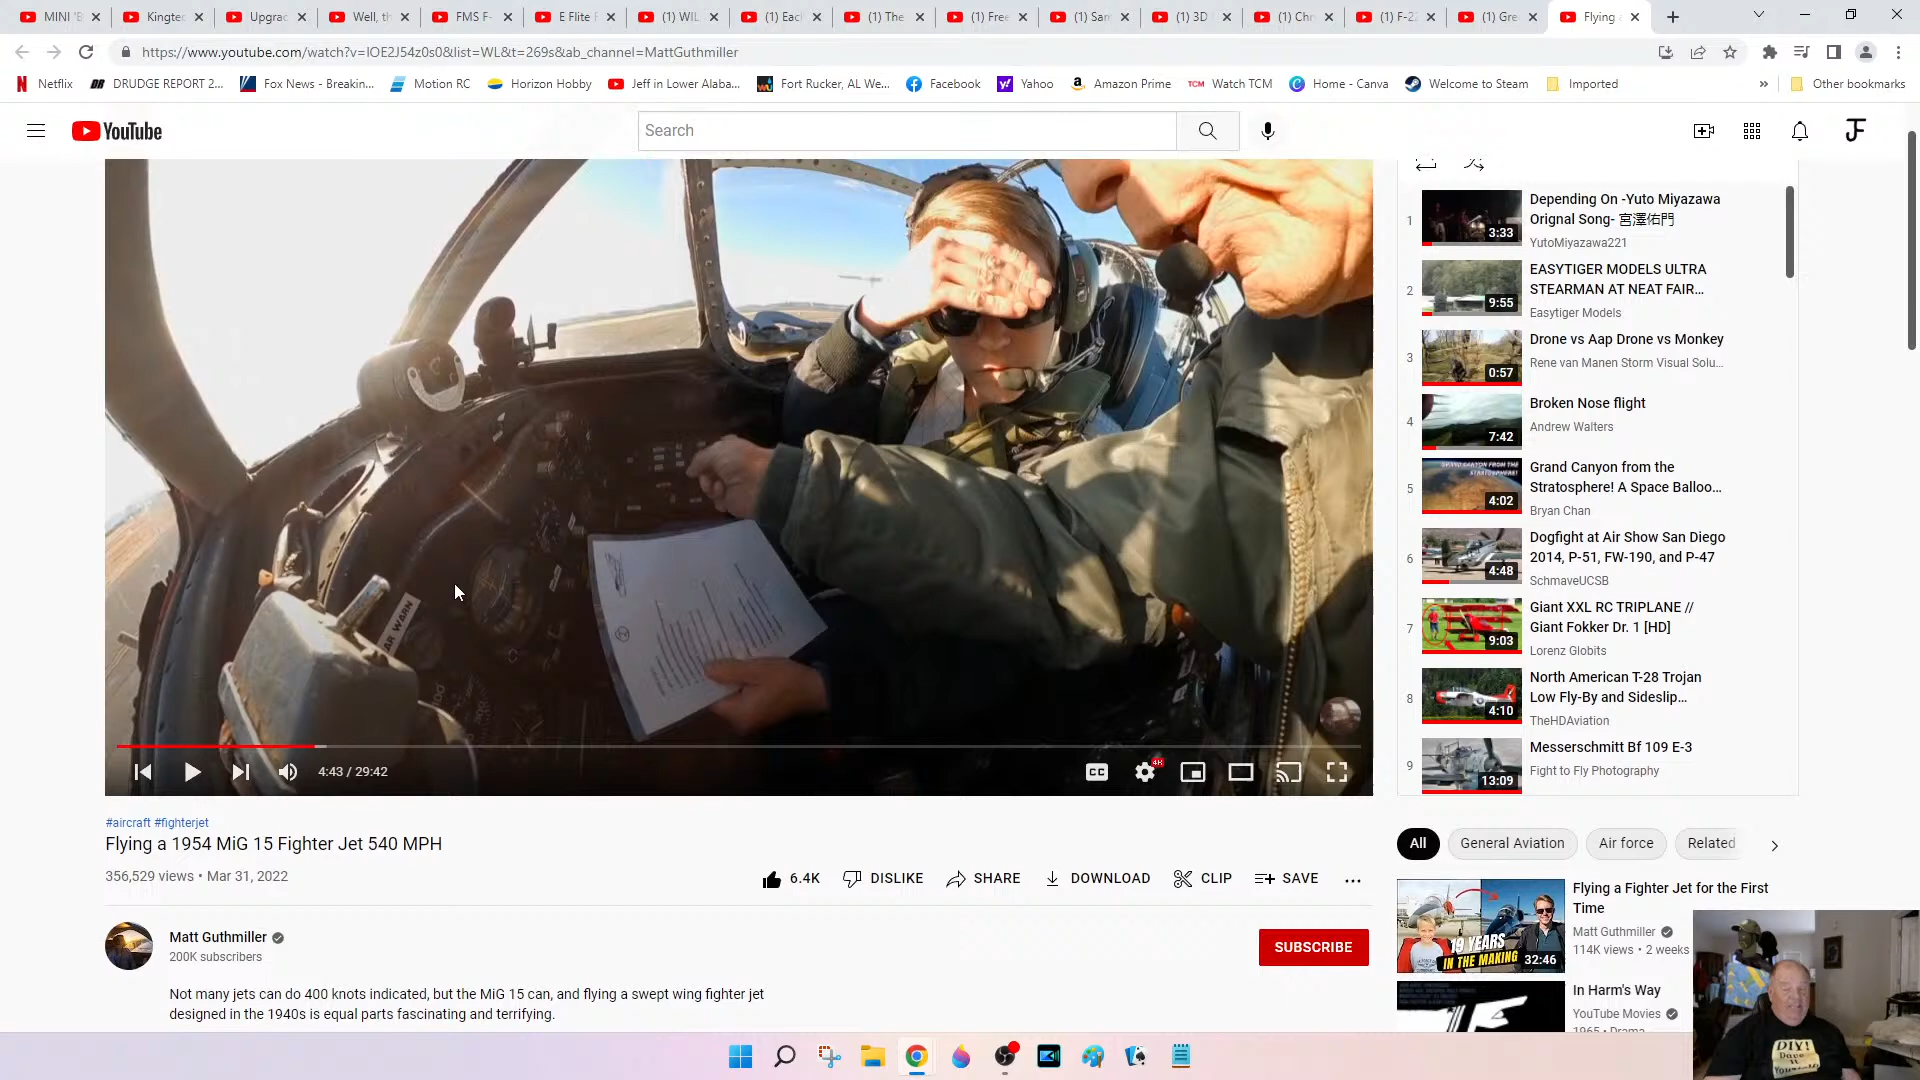 MINI 'B
Kingtec
Upgrac
Well, th
FMS F-
E Flite F
(1) WIL
(1) Eac
(1) The
(1) Free
(1) San
(1) 3D
(1) Chr
(1) F-22
(1) Gre
Flying a
https://www.youtube.com/watch?v=IOE2J54z0s0&list=WL&t=269s&ab_channel=MattGuthmiller
Netflix
DRUDGE REPORT 2...
Fox News - Breakin...
Motion RC
Horizon Hobby
Jeff in Lower Alaba...
Fort Rucker, AL We...
Facebook
Yahoo
Amazon Prime
TCM Watch TCM
Home - Canva
Welcome to Steam
Imported
»
Other bookmarks
YouTube
Search
AR WARN
4:43 / 29:42
CC
4K
#aircraft #fighterjet
Flying a 1954 MiG 15 Fighter Jet 540 MPH
356,529 views • Mar 31, 2022
6.4K
DISLIKE
SHARE
DOWNLOAD
CLIP
SAVE
...
Matt Guthmiller
200K subscribers
SUBSCRIBE
Not many jets can do 400 knots indicated, but the MiG 15 can, and flying a swept wing fighter jet
designed in the 1940s is equal parts fascinating and terrifying.
1
3:33
Depending On -Yuto Miyazawa
Orignal Song- 宮澤佑門
YutoMiyazawa221
2
9:55
EASYTIGER MODELS ULTRA
STEARMAN AT NEAT FAIR...
Easytiger Models
3
0:57
Drone vs Aap Drone vs Monkey
Rene van Manen Storm Visual Solu...
4
7:42
Broken Nose flight
Andrew Walters
5
4:02
Grand Canyon from the
Stratosphere! A Space Balloo...
Bryan Chan
6
4:48
Dogfight at Air Show San Diego
2014, P-51, FW-190, and P-47
SchmaveUCSB
7
9:03
Giant XXL RC TRIPLANE //
Giant Fokker Dr. 1 [HD]
Lorenz Globits
8
4:10
North American T-28 Trojan
Low Fly-By and Sideslip...
TheHDAviation
9
13:09
Messerschmitt Bf 109 E-3
Fight to Fly Photography
All
General Aviation
Air force
Related
19 YEARS
IN THE MAKING
32:46
Flying a Fighter Jet for the First
Time
Matt Guthmiller
114K views • 2 weeks
In Harm's Way
YouTube Movies
1965 • Drama
DIY!